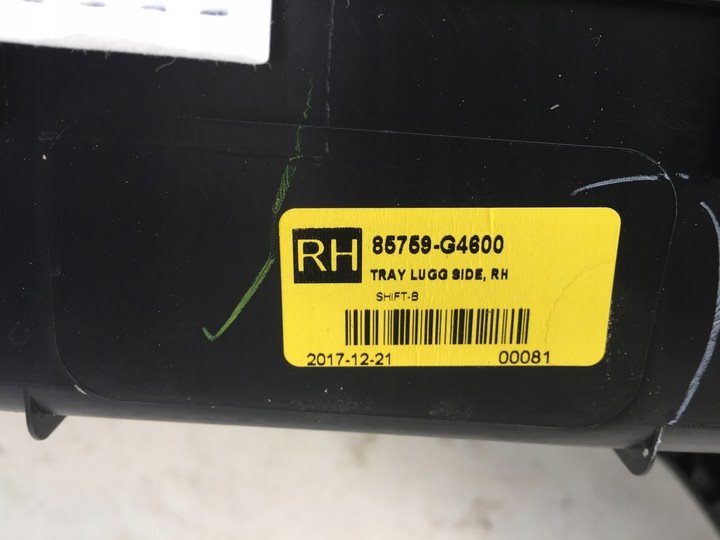 RH
85759-G4600
TRAY LUGG SIDE, RH
SHIFT-B
2017-12-21 00081